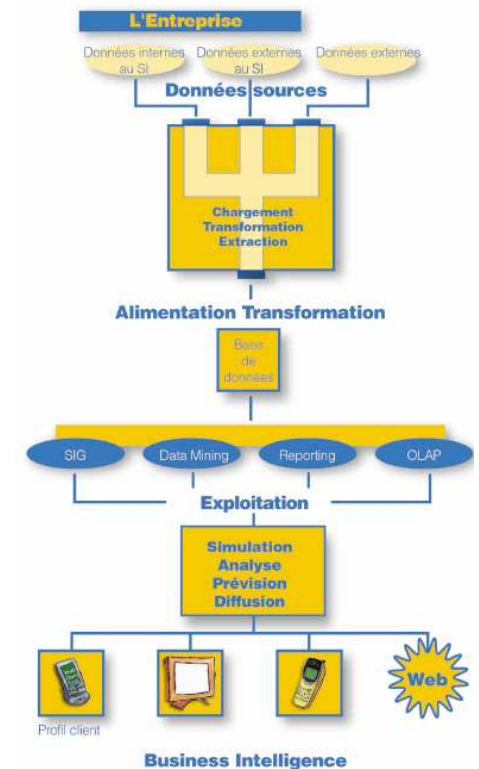 L'Entreprise
Données internes
au SI
Données externes
au SI
Données externes
Données sources
Chargement
Transformation
Extraction
Alimentation Transformation
Base
de
données
SIG
Data Mining
Reporting
OLAP
Exploitation
Simulation
Analyse
Prévision
Diffusion
Web
Profil client
Business Intelligence